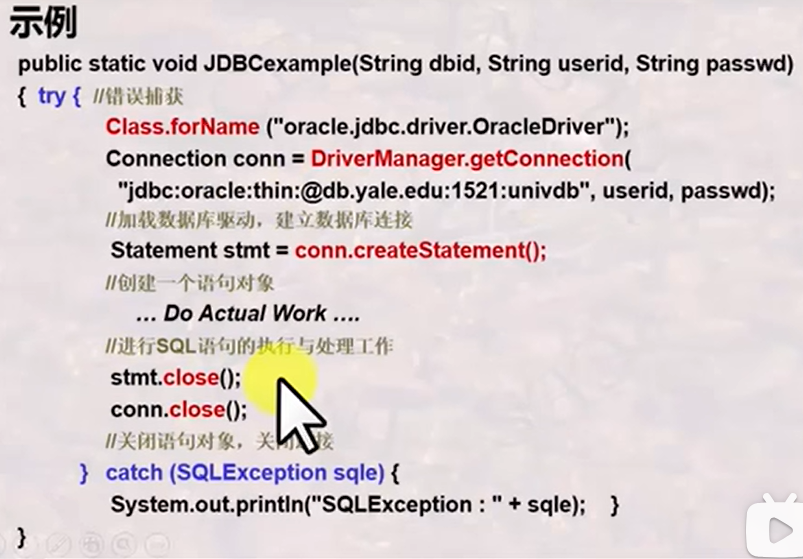 示例
public static void JDBCexample(String dbid, String userid, String passwd)
{ try { //错误捕获
Class.forName ("oracle.jdbc.driver.OracleDriver");
Connection conn = DriverManager.getConnection(
"jdbc:oracle:thin:@db.yale.edu:1521:univdb", userid, passwd);
//加载数据库驱动，建立数据库连接
Statement stmt = conn.createStatement();
//创建一个语句对象
… Do Actual Work ….
//进行SQL语句的执行与处理工作
stmt.close();
conn.close();
//关闭语句对象，关闭接
} catch (SQLException sqle) {
System.out.println("SQLException : " + sqle); }
}